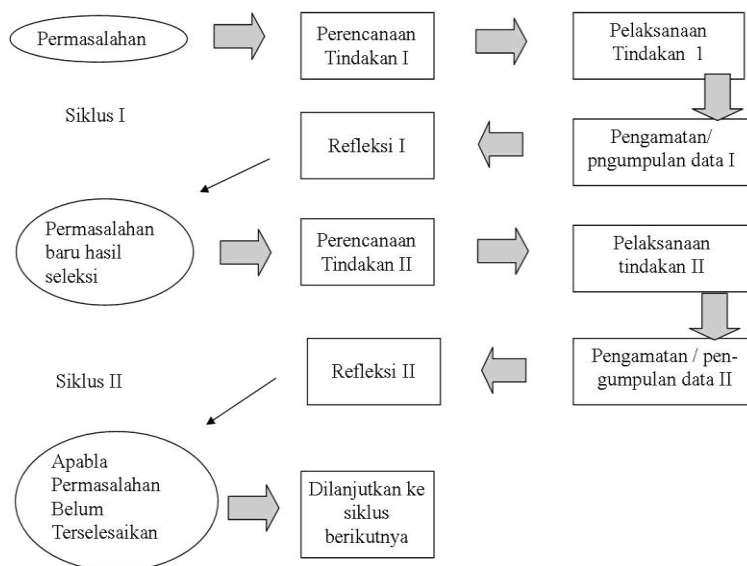 Permasalahan
Perencanaan
Tindakan I
Pelaksanaan
Tindakan 1
Siklus I
Refleksi I
Pengamatan/
pngumpulan data I
Permasalahan
baru hasil
seleksi
Perencanaan
Tindakan II
Pelaksanaan
tindakan II
Siklus II
Refleksi II
Pengamatan / pen-
gumpulan data II
Apabla
Permasalahan
Belum
Terselesaikan
Dilanjutkan ke
siklus
berikutnya